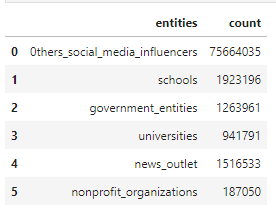 entities count
0 0thers_social_media_influencers 75664035
1 schools 1923196
2 government_entities 1263961
3 universities 941791
4 news_outlet 1516533
5 nonprofit_organizations 187050